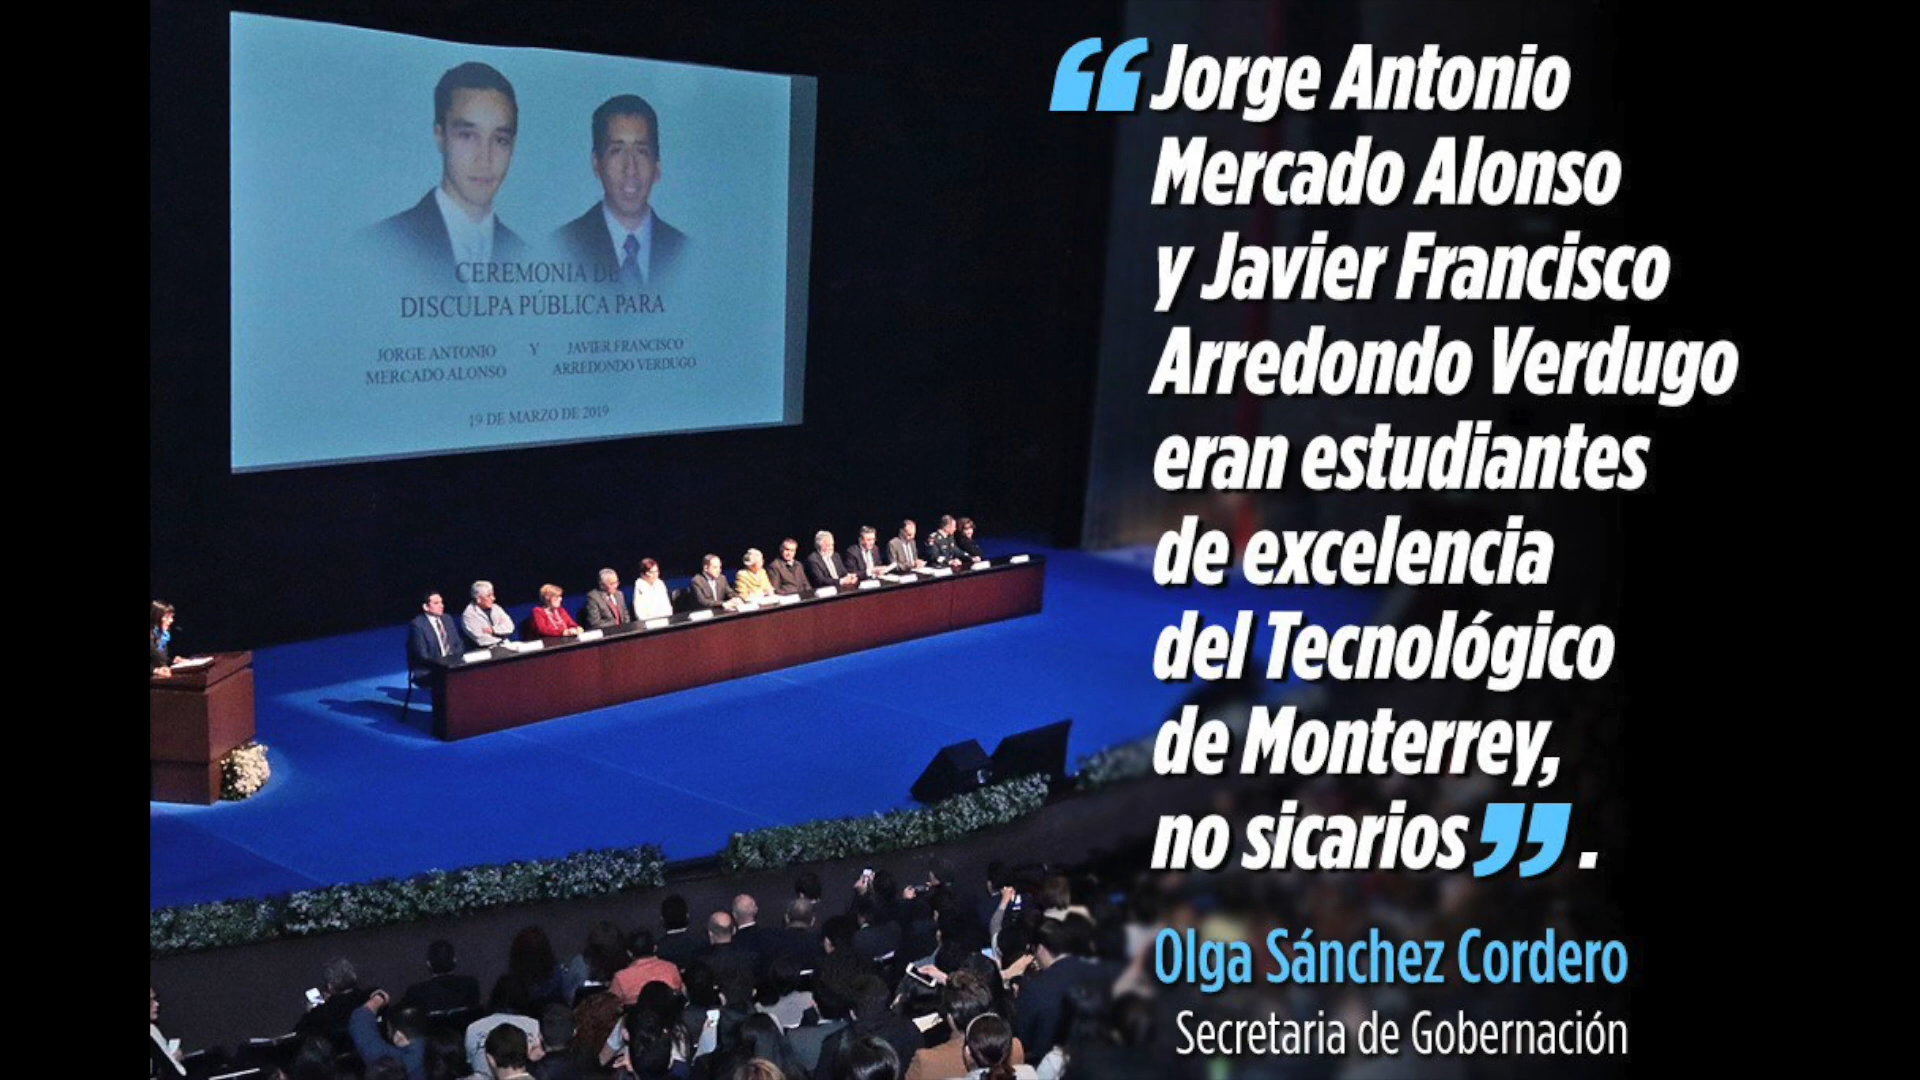 CEREMONIA DE
DISCULPA PÚBLICA PARA
JORGE ANTONIO Y JAVIER FRANCISCO
MERCADO ALONSO ARREDONDO VERDUGO
19 DE MARZO DE 2019
“Jorge Antonio
Mercado Alonso
y Javier Francisco
Arredondo Verdugo
eran estudiantes
de excelencia
del Tecnológico
de Monterrey,
no sicarios”.
Olga Sánchez Cordero
Secretaria de Gobernación